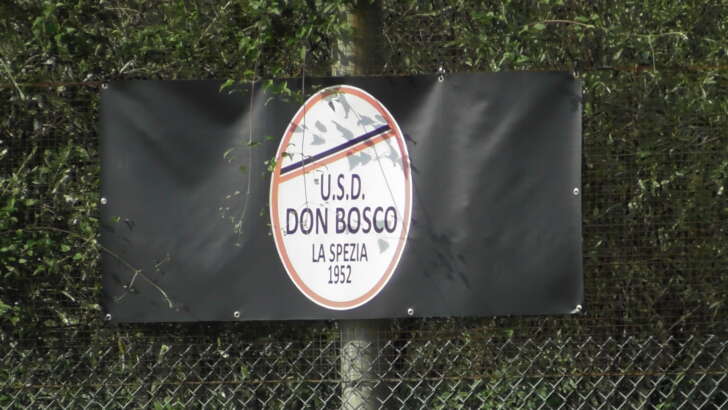 U.S.D.
DON BOSCO
LA SPEZIA
1952